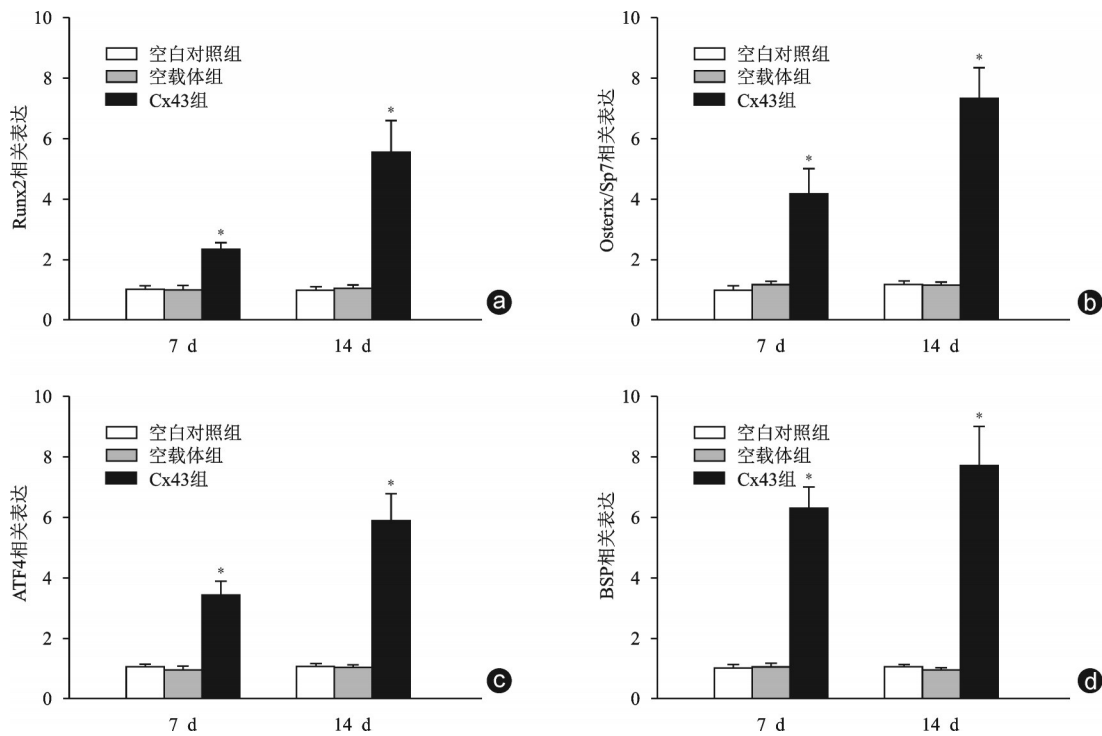 10
8
6
4
2
0
Runx2相关表达
空白对照组
空载体组
Cx43组
*
*
7 d
14 d
a
10
8
6
4
2
0
Osterix/Sp7相关表达
空白对照组
空载体组
Cx43组
*
*
7 d
14 d
b
10
8
6
4
2
0
ATF4相关表达
空白对照组
空载体组
Cx43组
*
*
7 d
14 d
c
10
8
6
4
2
0
BSP相关表达
空白对照组
空载体组
Cx43组
*
*
7 d
14 d
d